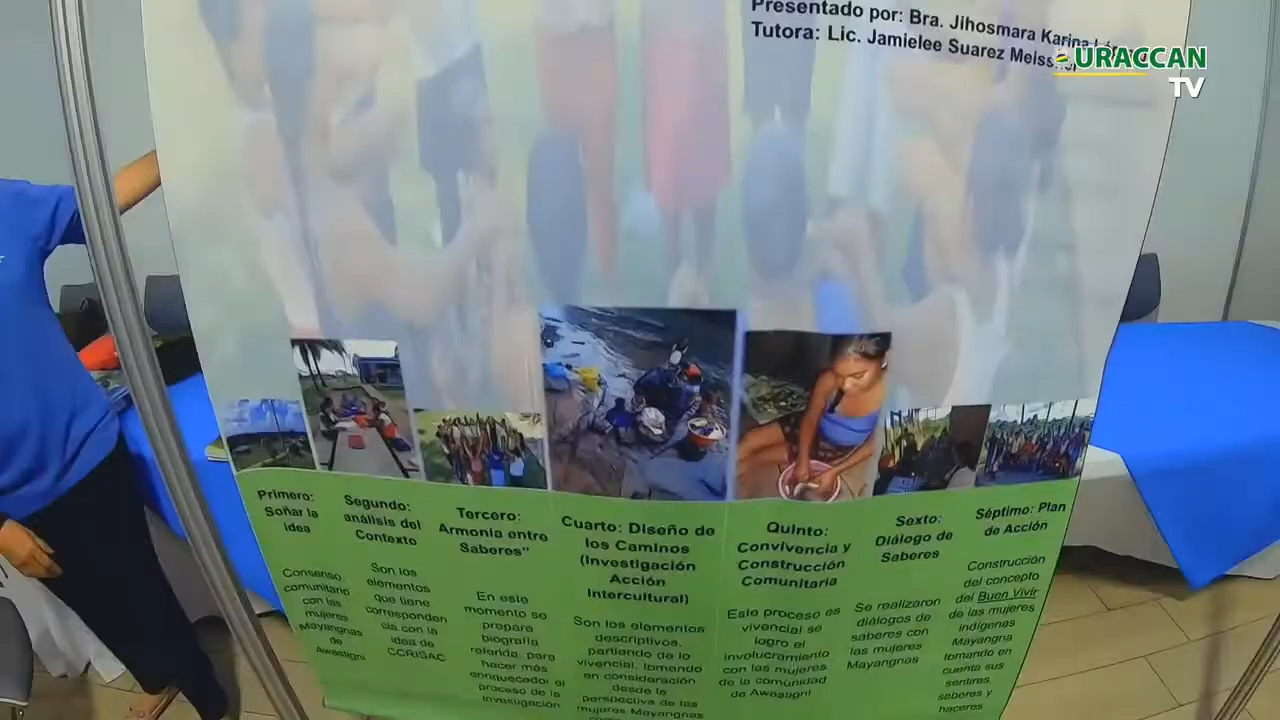 Presentado por: Bra. Jihosmara Karina
Tutora: Lic. Jamielee Suarez
URACCAN
TV
Primero:
Soñar la
idea
Consenso
comunitario
con las
mujeres
Mayangnas
de
Awastigni
Segundo:
análisis del
Contexto
Son los
elementos
que tiene
corresponden
cia con la
idea de
CCRISAC
Tercero:
Armonía entre
Saberes”
En este
momento se
prepara
biografía
referida, para
hacer más
enriquecedor el
proceso de la
investigación
Cuarto: Diseño de
los Caminos
(Investigación
Acción
Intercultural)
Son los elementos
descriptivos,
partiendo de lo
vivencial, tomando
en consideración
desde la
perspectiva de las
mujeres Mayangnas
Quinto:
Convivencia y
Construcción
Comunitaria
Este proceso es
vivencial se
logro el
involucramiento
con las mujeres
de la comunidad
de Awastigni
Sexto:
Diálogo de
Saberes
Se realizaron
diálogos de
saberes con
las mujeres
Mayangnas
Séptimo: Plan
de Acción
Construcción
del concepto
del Buen Vivir
de las mujeres
indígenas
Mayangna
tomando en
cuenta sus
sentires,
saberes y
haceres